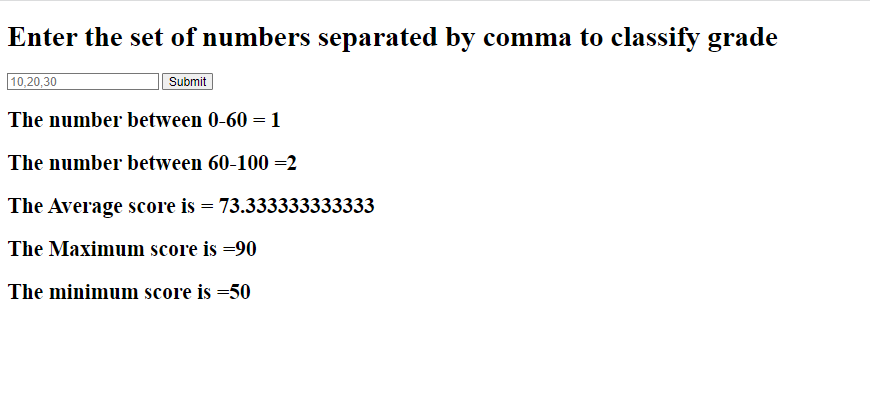 Enter the set of numbers separated by comma to classify grade
10,20,30 Submit
The number between 0-60 = 1
The number between 60-100 =2
The Average score is = 73.333333333333
The Maximum score is =90
The minimum score is =50